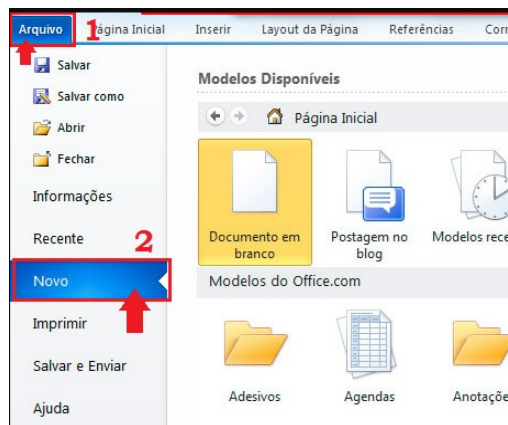 Arquivo 1 Página Inicial Inserir Layout da Página Referências Corr
Salvar
Salvar como
Abrir
Fechar
Informações
Recente
2
Novo
Imprimir
Salvar e Enviar
Ajuda
Modelos Disponíveis
Página Inicial
Documento em
branco
Postagem no
blog
Modelos rece
Modelos do Office.com
Adesivos
Agendas
Anotaçõe